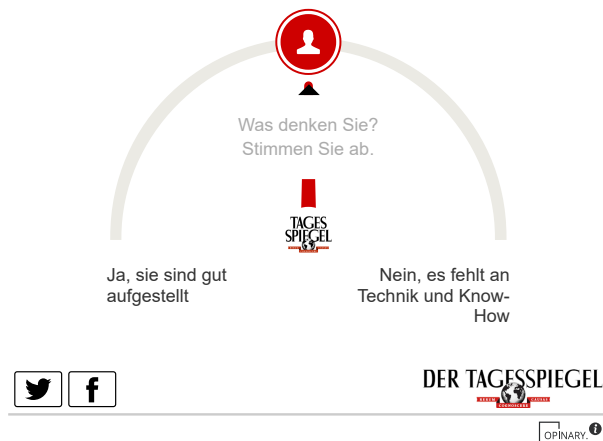 Was denken Sie?
Stimmen Sie ab.
TAGES
SPIEGEL
Ja, sie sind gut
aufgestellt
Nein, es fehlt an
Technik und Know-
How
DER TAGESSPIEGEL
OPINARY.